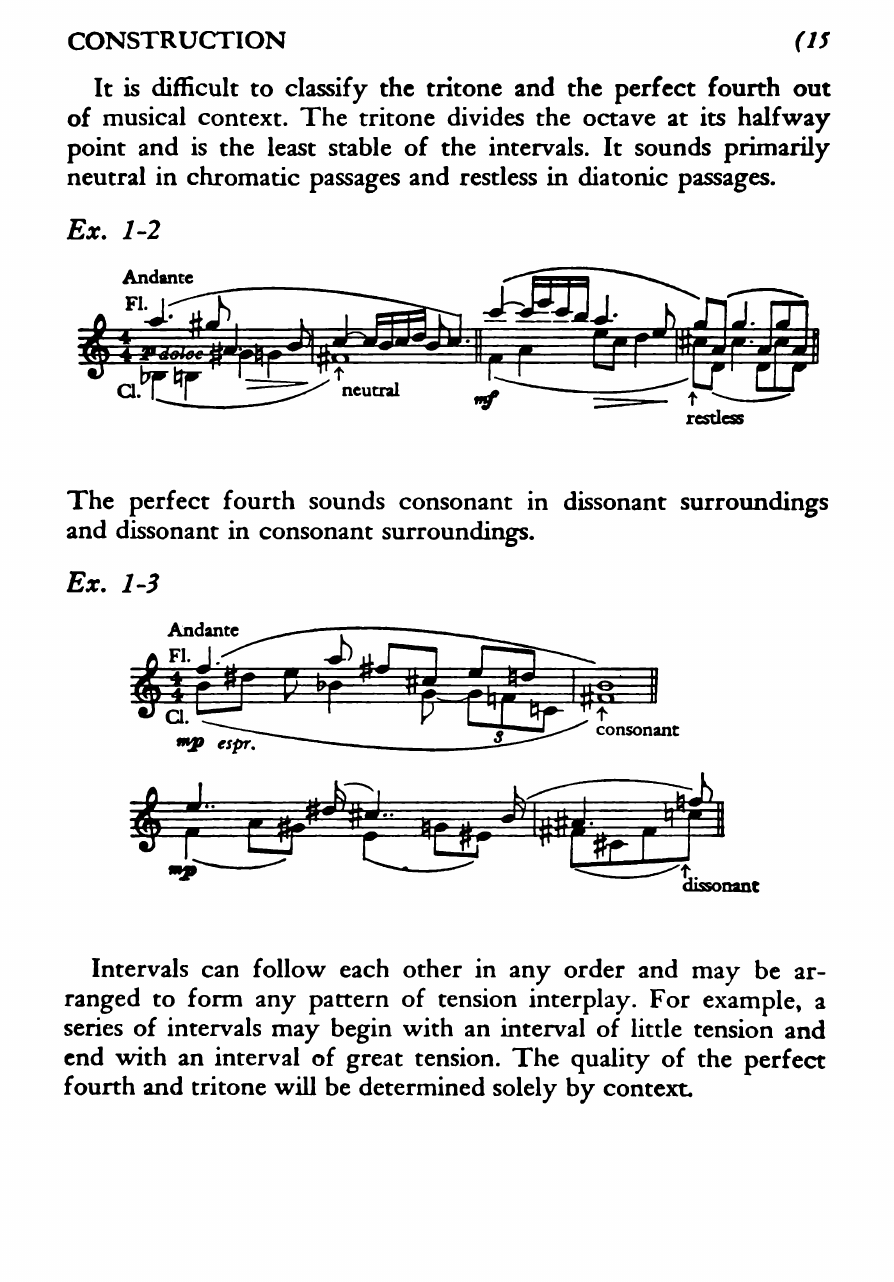 CONSTRUCTION (15
It is difficult to classify the tritone and the perfect fourth out
of musical context. The tritone divides the octave at its halfway
point and is the least stable of the intervals. It sounds primarily
neutral in chromatic passages and restless in diatonic passages.
Ex. 1-2
Andante
Fl.
p dolce
Cl.
neutral
mf
restless
The perfect fourth sounds consonant in dissonant surroundings
and dissonant in consonant surroundings.
Ex. 1-3
Andante
Fl.
Cl.
mp espr.
3
consonant
mp
dissonant
Intervals can follow each other in any order and may be ar-
ranged to form any pattern of tension interplay. For example, a
series of intervals may begin with an interval of little tension and
end with an interval of great tension. The quality of the perfect
fourth and tritone will be determined solely by context.